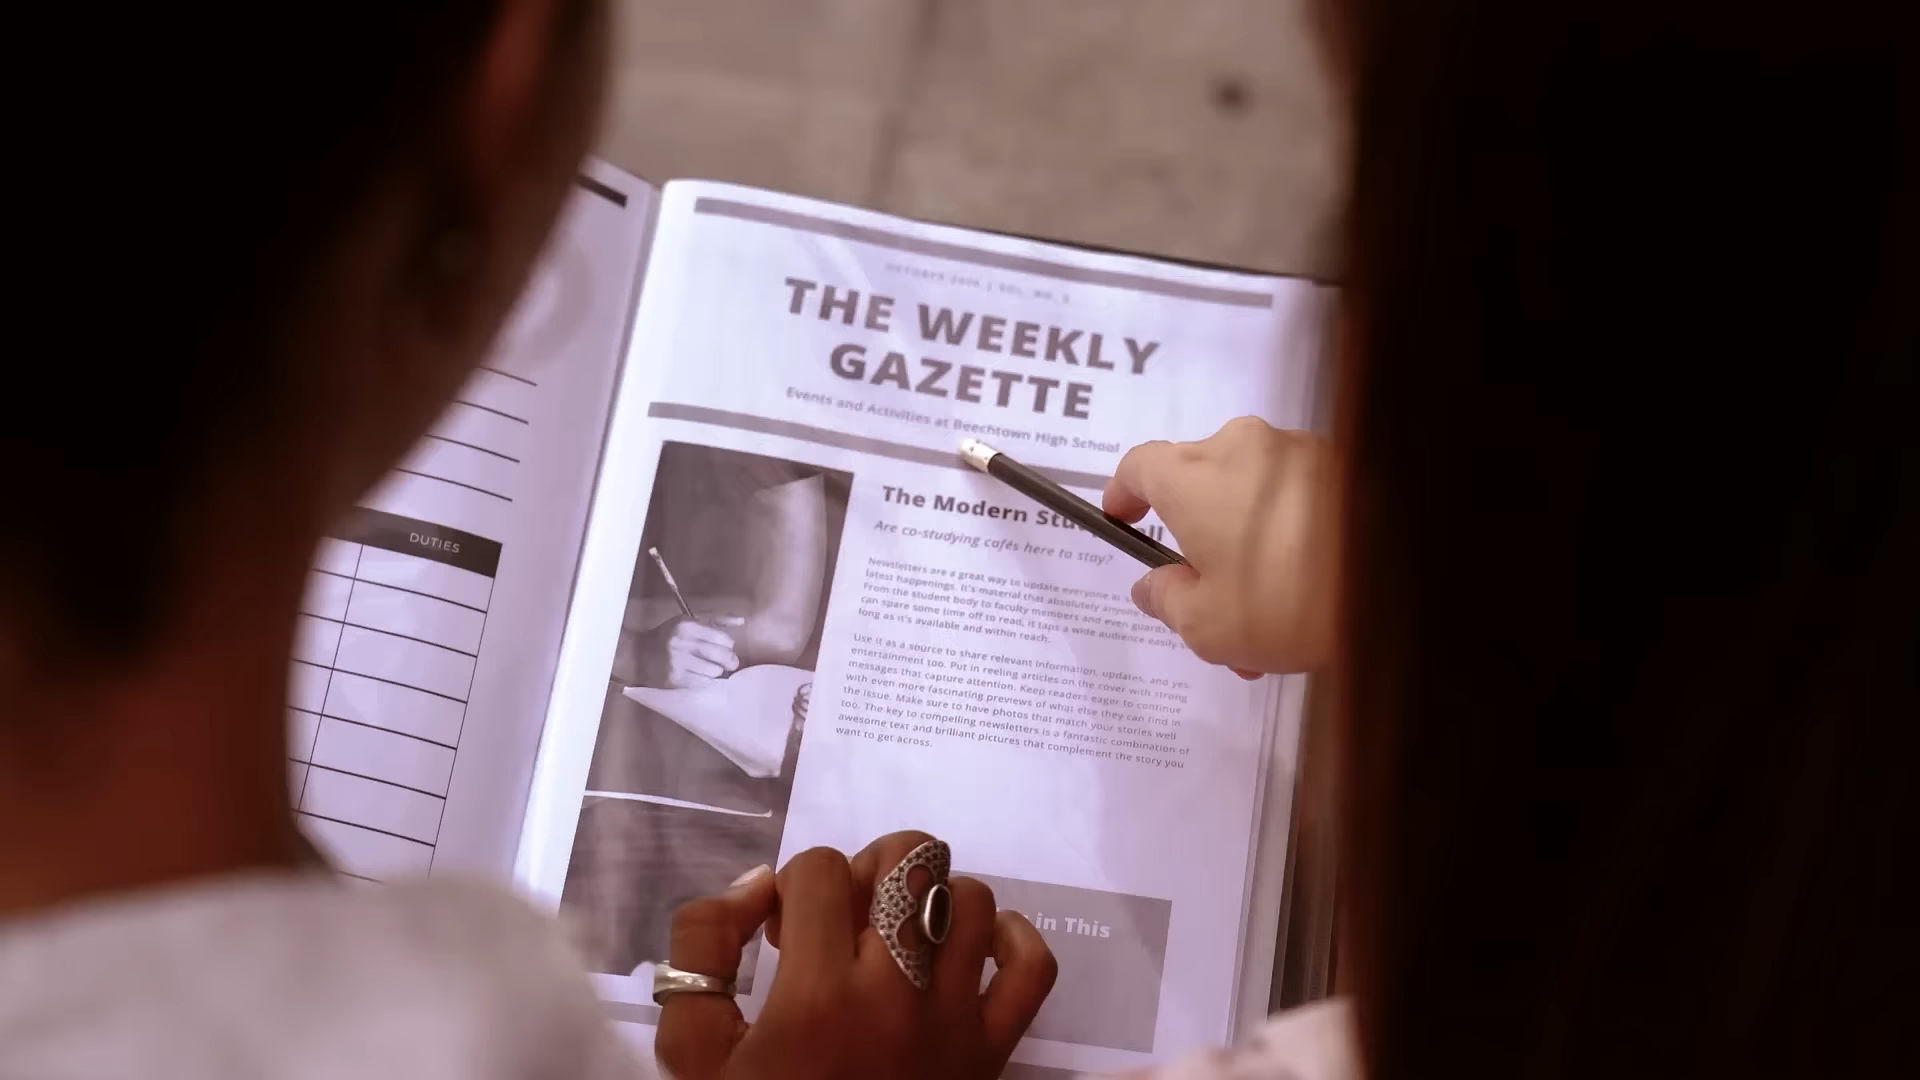 DUTIES
THE WEEKLY
GAZETTE
Events and Activities at Beechtown High School
The Modern
Are co-studying cafés here to stay?
Newsletters are a great way to update everyone
latest happenings. It's material that absolutely anyone
From the student body to faculty members and even guards
can spare some time off to read, it taps a wide audience easily
long as it's available and within reach.
Use it as a source to share relevant information, updates, and yes,
entertainment too. Put in reeling articles on the cover with strong
messages that capture attention. Keep readers eager to continue
with even more fascinating previews of what else they can find in
the issue. Make sure to have photos that match your stories well
too. The key to compelling newsletters is a fantastic combination of
awesome text and brilliant pictures that complement the story you
want to get across.
in This